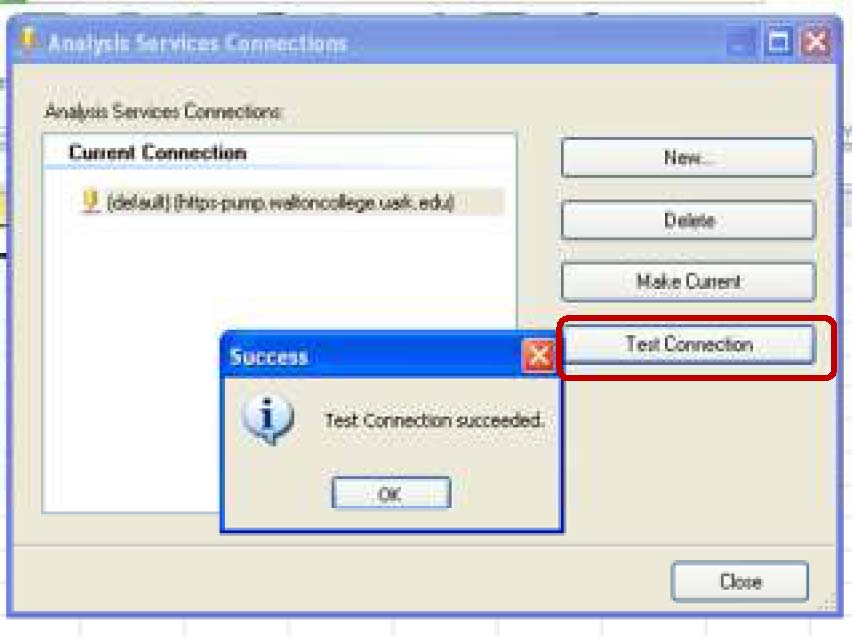 Analysis Services Connections
Analysis Services Connections:
Current Connection
(default) (https-pump.waltoncollege.uark.edu)
New...
Delete
Make Current
Test Connection
Success
Test Connection succeeded.
OK
Close